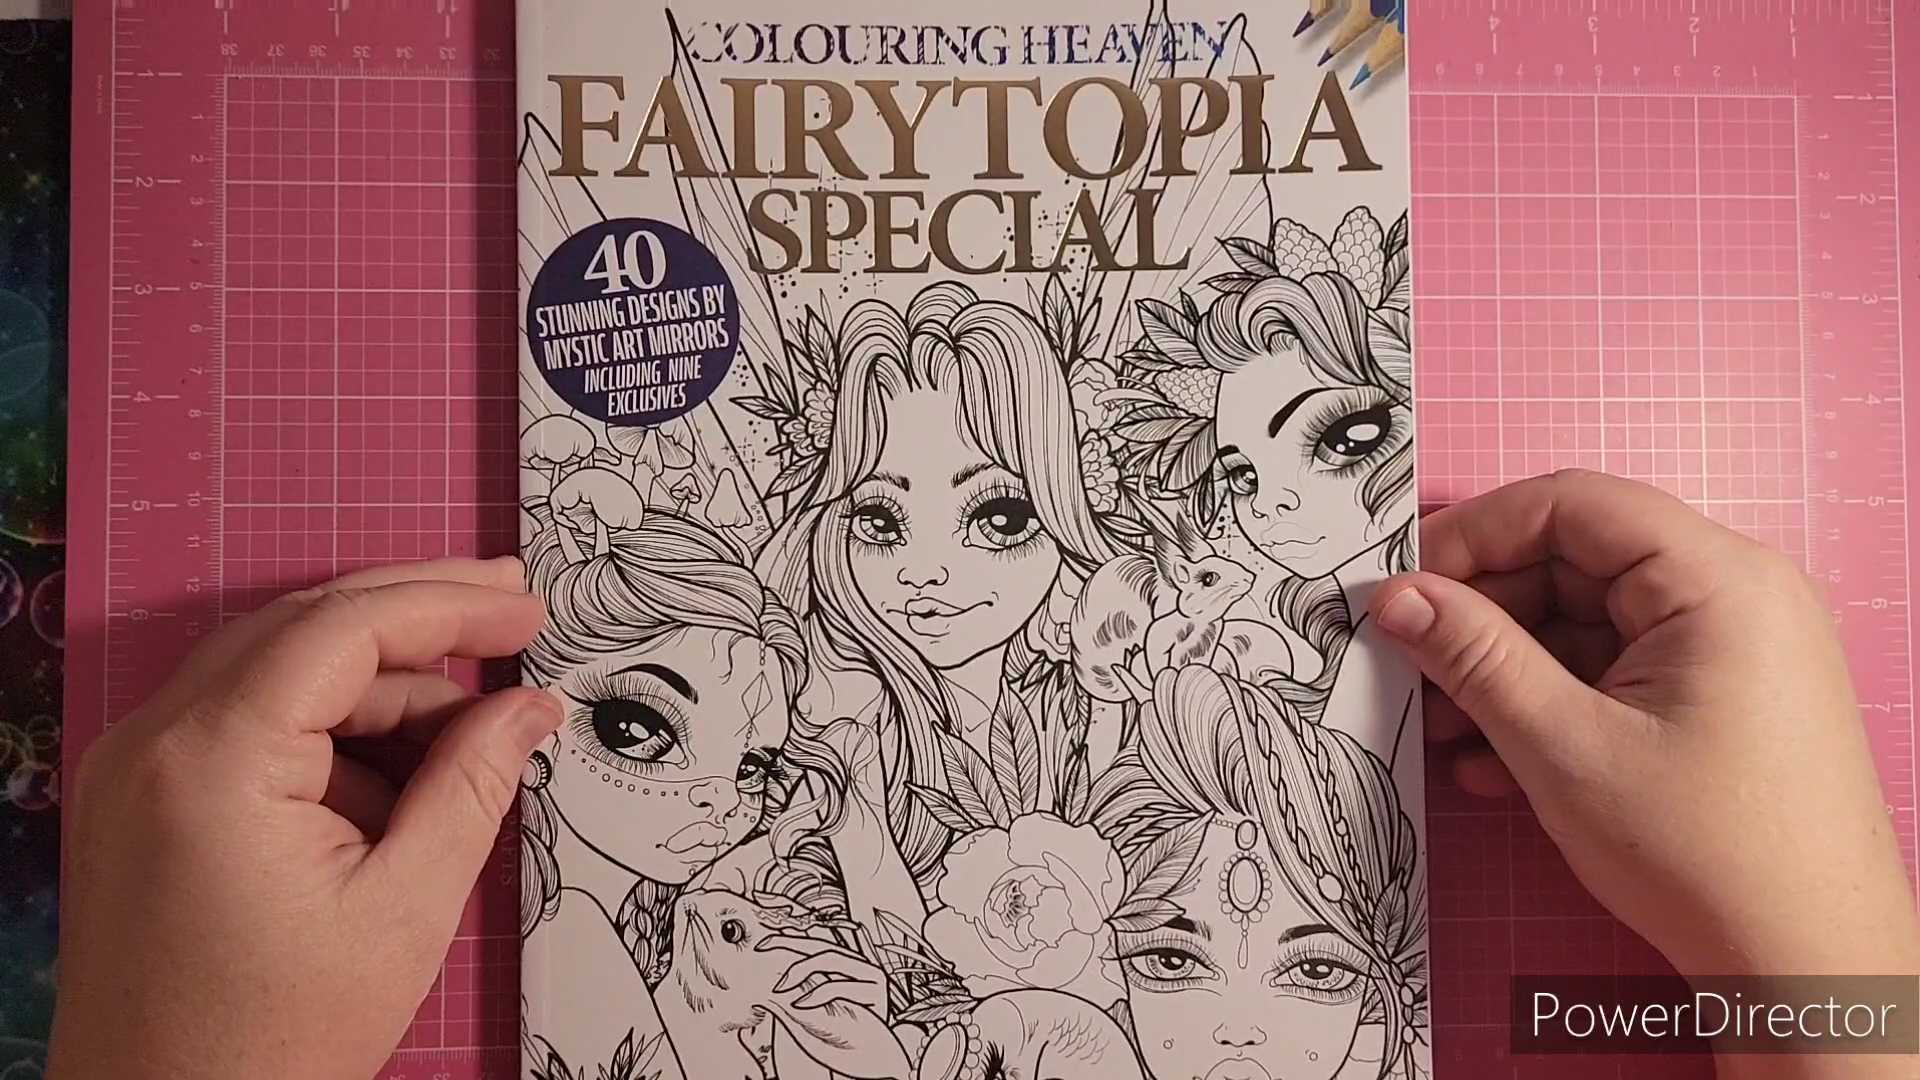 COLOURING HEAVEN
FAIRYTOPIA
SPECIAL
40
STUNNING DESIGNS BY
MYSTIC ART MIRRORS
INCLUDING NINE
EXCLUSIVES
PowerDirector